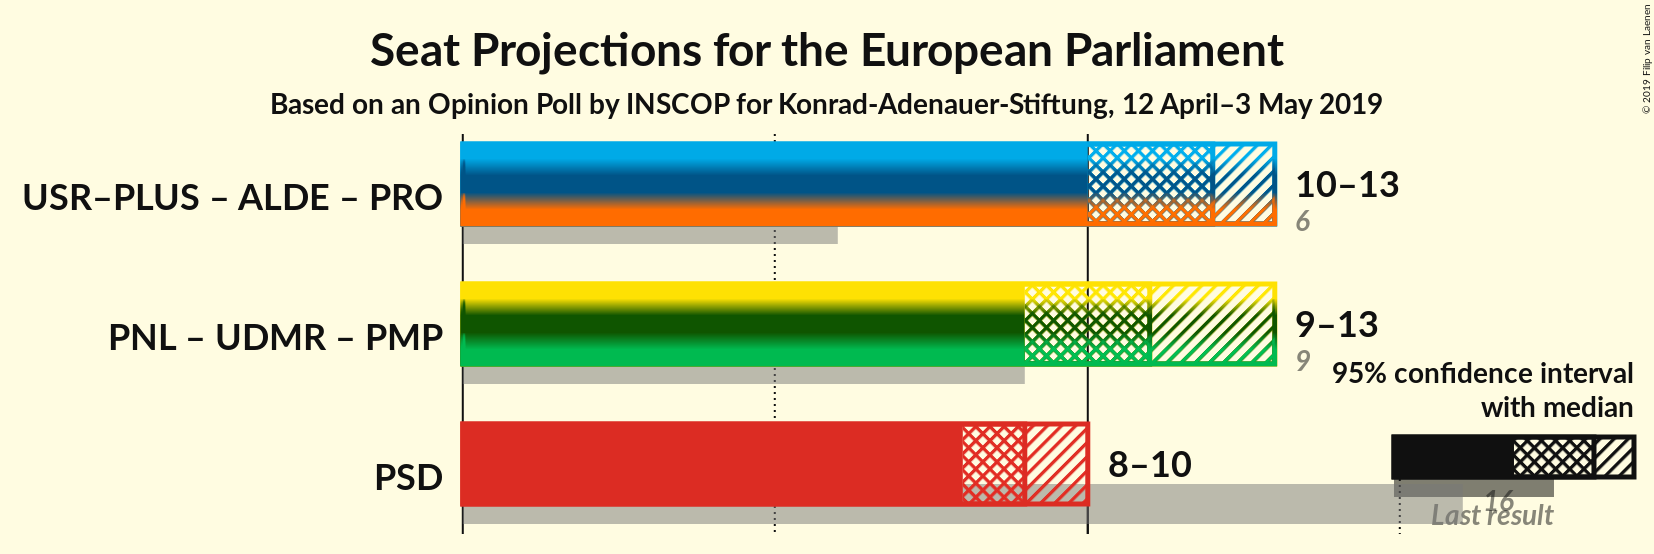 Seat Projections for the European Parliament
Based on an Opinion Poll by INSCOP for Konrad-Adenauer-Stiftung, 12 April–3 May 2019
© 2019 Filip van Laenen
USR–PLUS – ALDE – PRO
10–13
6
PNL – UDMR – PMP
9–13
9
95% confidence interval
with median
PSD
8–10
16
Last result